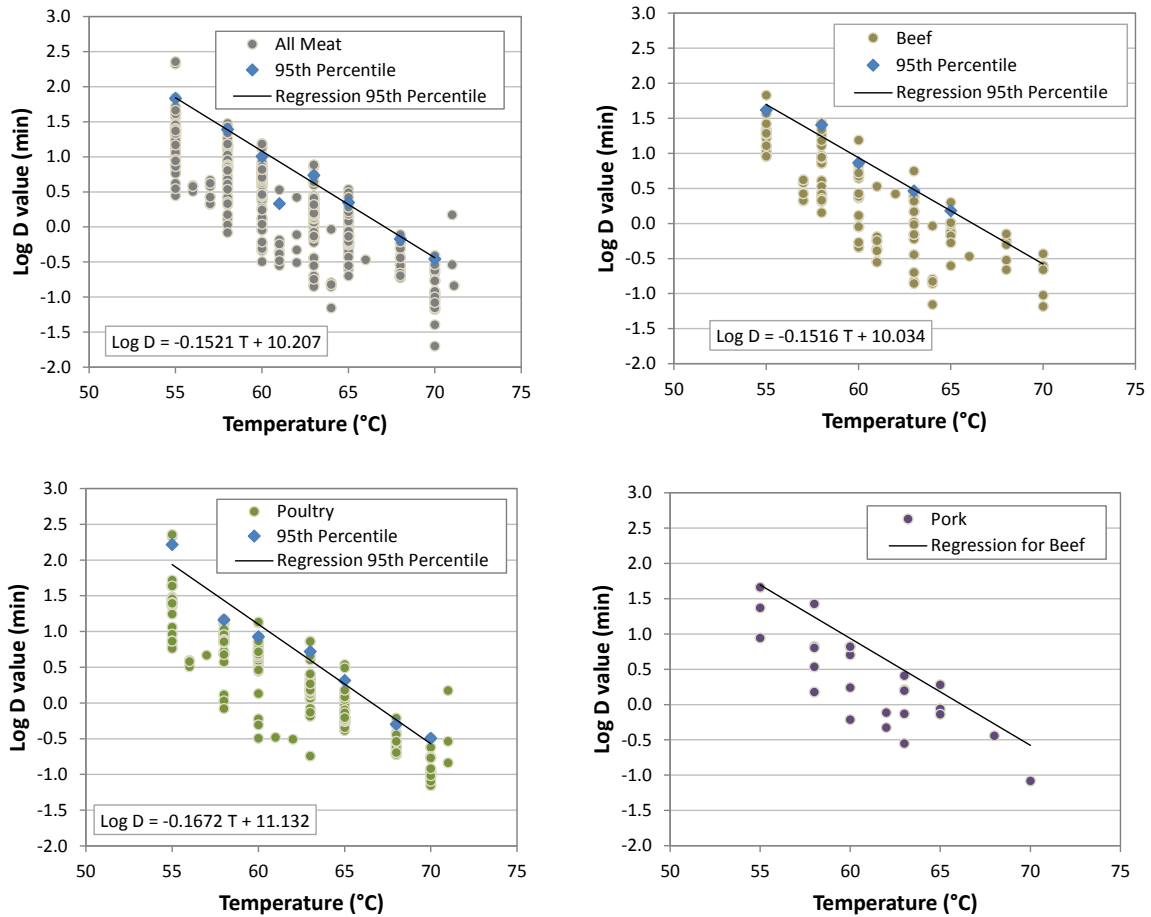 3.0
2.5
2.0
1.5
1.0
0.5
0.0
-0.5
-1.0
-1.5
-2.0
Log D value (min)
All Meat
95th Percentile
Regression 95th Percentile
Log D = -0.1521 T + 10.207
50 55 60 65 70 75
Temperature (°C)
3.0
2.5
2.0
1.5
1.0
0.5
0.0
-0.5
-1.0
-1.5
-2.0
Log D value (min)
Beef
95th Percentile
Regression 95th Percentile
Log D = -0.1516 T + 10.034
50 55 60 65 70 75
Temperature (°C)
3.0
2.5
2.0
1.5
1.0
0.5
0.0
-0.5
-1.0
-1.5
-2.0
Log D value (min)
Poultry
95th Percentile
Regression 95th Percentile
Log D = -0.1672 T + 11.132
50 55 60 65 70 75
Temperature (°C)
3.0
2.5
2.0
1.5
1.0
0.5
0.0
-0.5
-1.0
-1.5
-2.0
Log D value (min)
Pork
Regression for Beef
50 55 60 65 70 75
Temperature (°C)